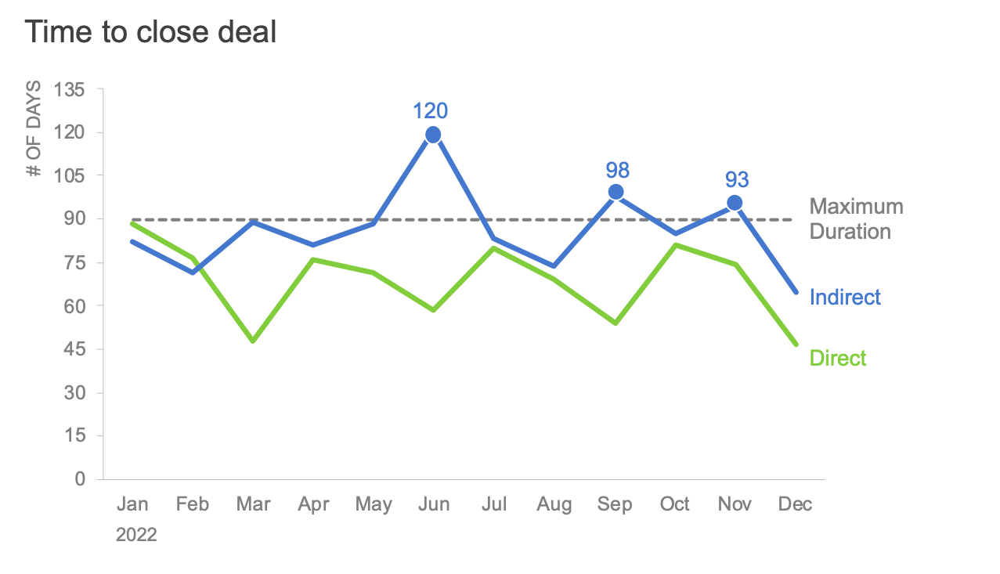 Time to close deal
# OF DAYS
135
120
105
90
75
60
45
30
15
0
120
98
93
Maximum
Duration
Indirect
Direct
Jan Feb Mar Apr May Jun Jul Aug Sep Oct Nov Dec
2022